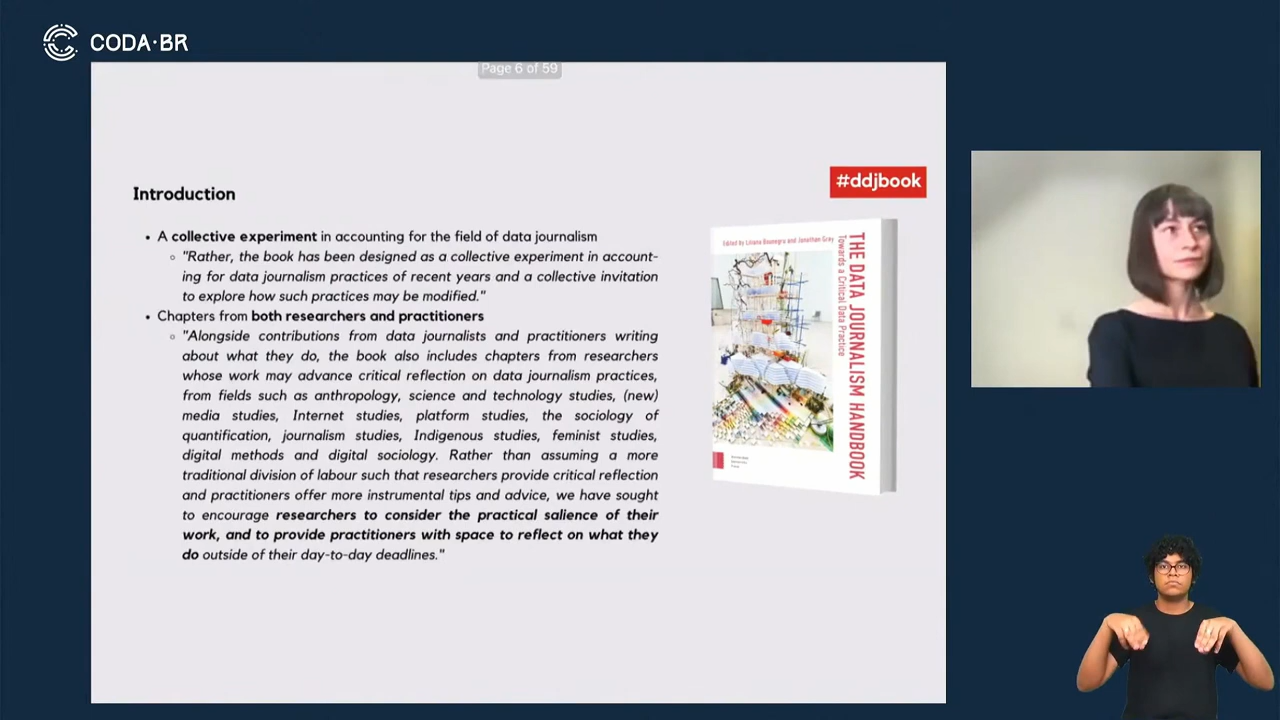 CODA·BR
Page 6 of 59
#ddjbook
Introduction
• A collective experiment in accounting for the field of data journalism
◦ "Rather, the book has been designed as a collective experiment in account-
ing for data journalism practices of recent years and a collective invitation
to explore how such practices may be modified."
• Chapters from both researchers and practitioners
◦ "Alongside contributions from data journalists and practitioners writing
about what they do, the book also includes chapters from researchers
whose work may advance critical reflection on data journalism practices,
from fields such as anthropology, science and technology studies, (new)
media studies, Internet studies, platform studies, the sociology of
quantification, journalism studies, Indigenous studies, feminist studies,
digital methods and digital sociology. Rather than assuming a more
traditional division of labour such that researchers provide critical reflection
and practitioners offer more instrumental tips and advice, we have sought
to encourage researchers to consider the practical salience of their
work, and to provide practitioners with space to reflect on what they
do outside of their day-to-day deadlines."
Edited by Liliana Bounegru and Jonathan Gray
THE DATA JOURNALISM HANDBOOK
Towards a Critical Data Practice